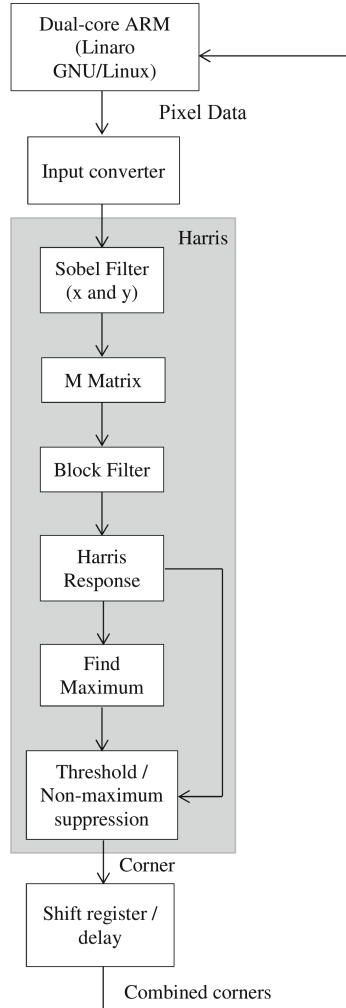 Dual-core ARM
(Linaro
GNU/Linux)
Pixel Data
Input converter
Harris
Sobel Filter
(x and y)
M Matrix
Block Filter
Harris
Response
Find
Maximum
Threshold /
Non-maximum
suppression
Corner
Shift register /
delay
Combined corners